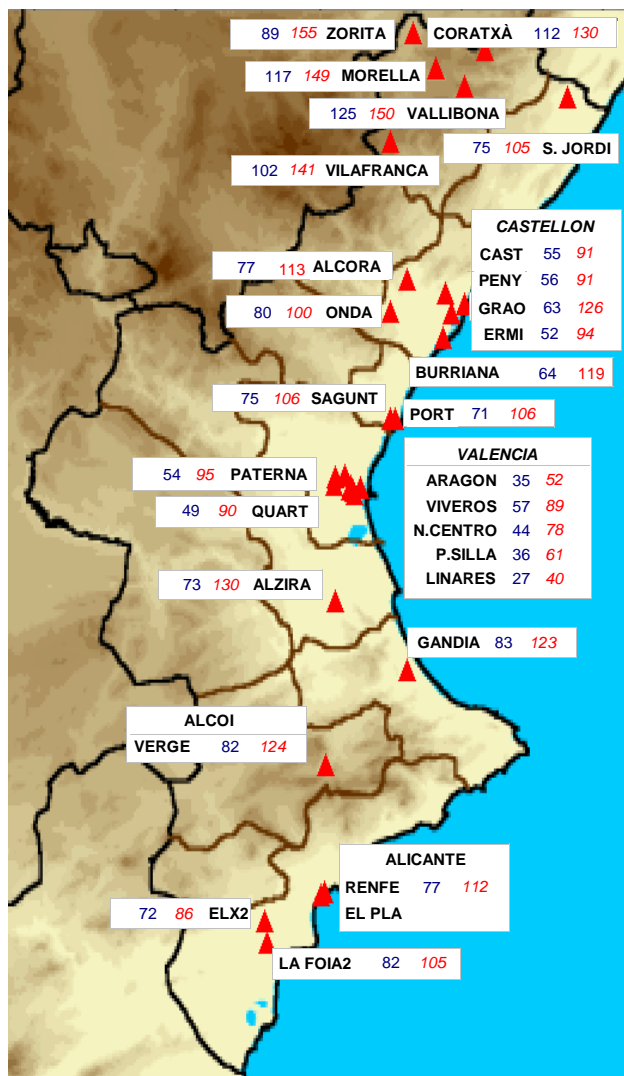 89 155 ZORITA
CORATXÀ 112 130
117 149 MORELLA
125 150 VALLIBONA
75 105 S. JORDI
102 141 VILAFRANCA
CASTELLON
CAST 55 91
PENY 56 91
GRAO 63 126
ERMI 52 94
77 113 ALCORA
80 100 ONDA
BURRIANA 64 119
75 106 SAGUNT
PORT 71 106
VALENCIA
ARAGON 35 52
VIVEROS 57 89
N.CENTRO 44 78
P.SILLA 36 61
LINARES 27 40
54 95 PATERNA
49 90 QUART
73 130 ALZIRA
GANDIA 83 123
ALCOI
VERGE 82 124
ALICANTE
RENFE 77 112
EL PLA
72 86 ELX2
LA FOIA2 82 105